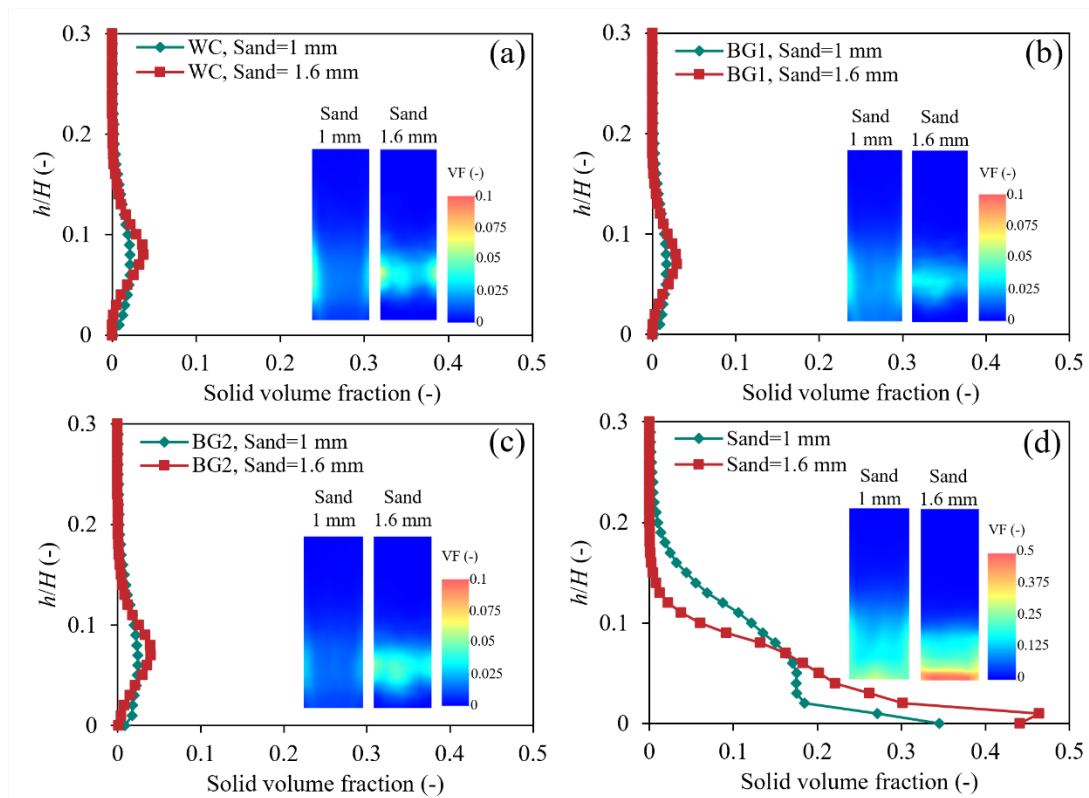 (a)
WC, Sand=1 mm
WC, Sand= 1.6 mm
Sand
1 mm
Sand
1.6 mm
VF (-)
0.1
0.075
0.05
0.025
0
0.3
0.2
0.1
0
h/H (-)
0
0.1
0.2
0.3
0.4
0.5
Solid volume fraction (-)
(b)
BG1, Sand=1 mm
BG1, Sand=1.6 mm
Sand
1 mm
Sand
1.6 mm
VF (-)
0.1
0.075
0.05
0.025
0
0.3
0.2
0.1
0
h/H (-)
0
0.1
0.2
0.3
0.4
0.5
Solid volume fraction (-)
(c)
BG2, Sand=1 mm
BG2, Sand=1.6 mm
Sand
1 mm
Sand
1.6 mm
VF (-)
0.1
0.075
0.05
0.025
0
0.3
0.2
0.1
0
h/H (-)
0
0.1
0.2
0.3
0.4
0.5
Solid volume fraction (-)
(d)
Sand=1 mm
Sand=1.6 mm
Sand
1 mm
Sand
1.6 mm
VF (-)
0.5
0.375
0.25
0.125
0
0.3
0.2
0.1
0
h/H (-)
0
0.1
0.2
0.3
0.4
0.5
Solid volume fraction (-)